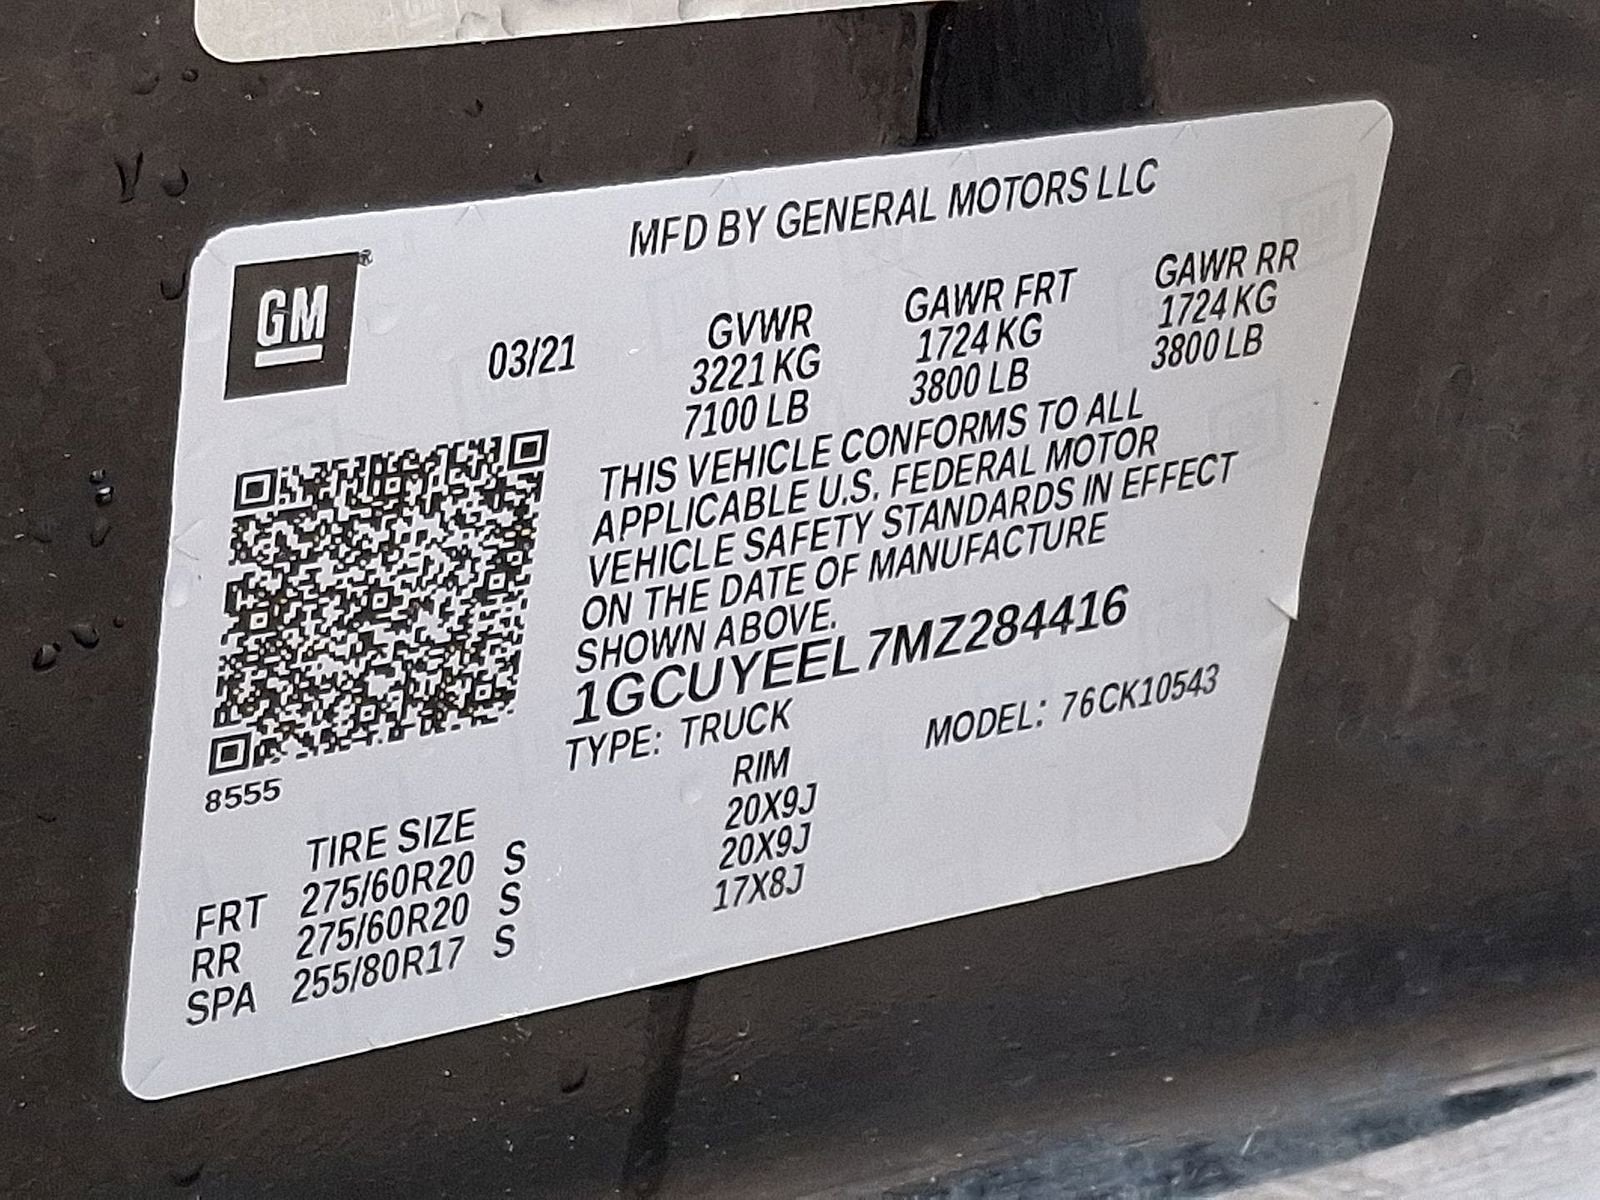 MFD BY GENERAL MOTORS LLC
GM®
03/21
GVWR GAWR FRT GAWR RR
3221 KG 1724 KG 1724 KG
7100 LB 3800 LB 3800 LB
THIS VEHICLE CONFORMS TO ALL
APPLICABLE U.S. FEDERAL MOTOR
VEHICLE SAFETY STANDARDS IN EFFECT
ON THE DATE OF MANUFACTURE
SHOWN ABOVE.
1GCUYEEL7MZ284416
TYPE: TRUCK MODEL: 76CK10543
8555
TIRE SIZE RIM
FRT 275/60R20 S 20X9J
RR 275/60R20 S 20X9J
SPA 255/80R17 S 17X8J